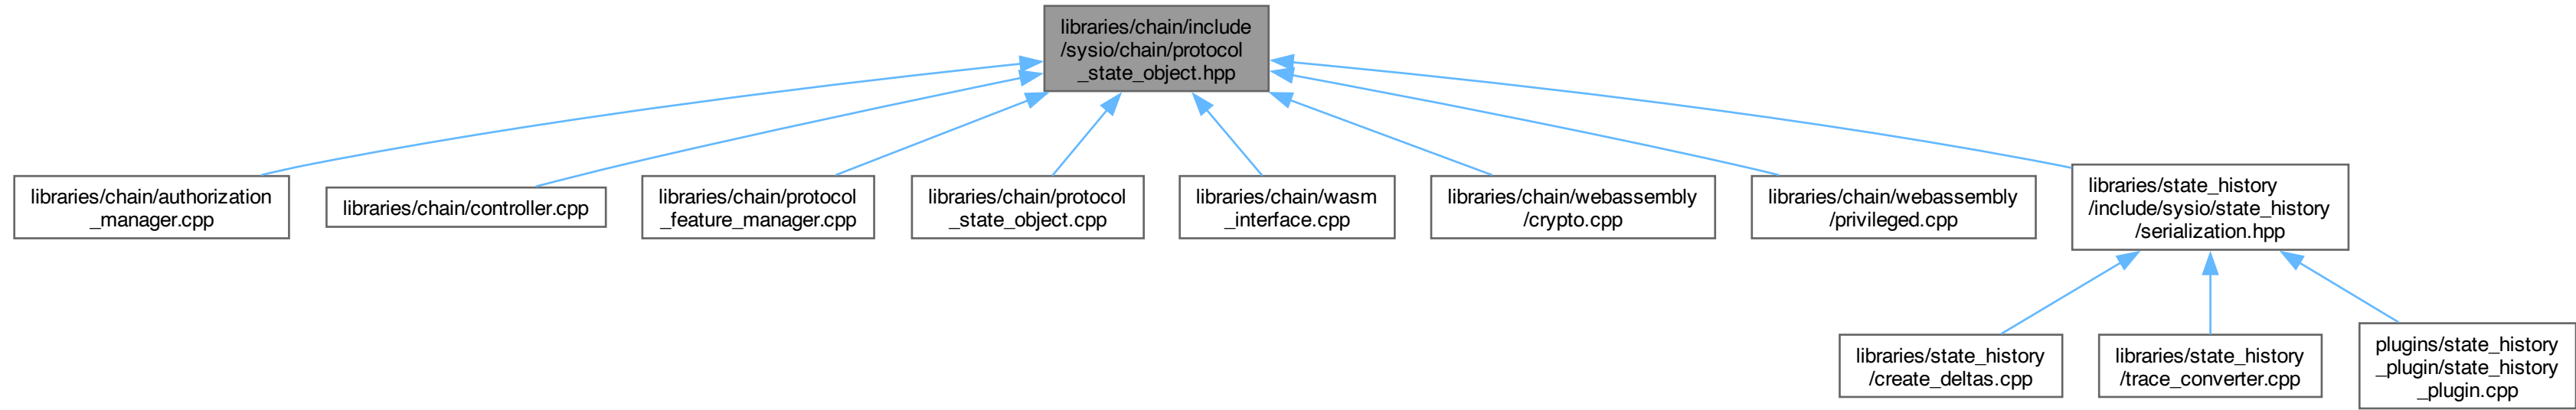 libraries/chain/include
/sysio/chain/protocol
_state_object.hpp
libraries/chain/authorization
_manager.cpp
libraries/chain/controller.cpp
libraries/chain/protocol
_feature_manager.cpp
libraries/chain/protocol
_state_object.cpp
libraries/chain/wasm
_interface.cpp
libraries/chain/webassembly
/crypto.cpp
libraries/chain/webassembly
/privileged.cpp
libraries/state_history
/include/sysio/state_history
/serialization.hpp
libraries/state_history
/create_deltas.cpp
libraries/state_history
/trace_converter.cpp
plugins/state_history
_plugin/state_history
_plugin.cpp